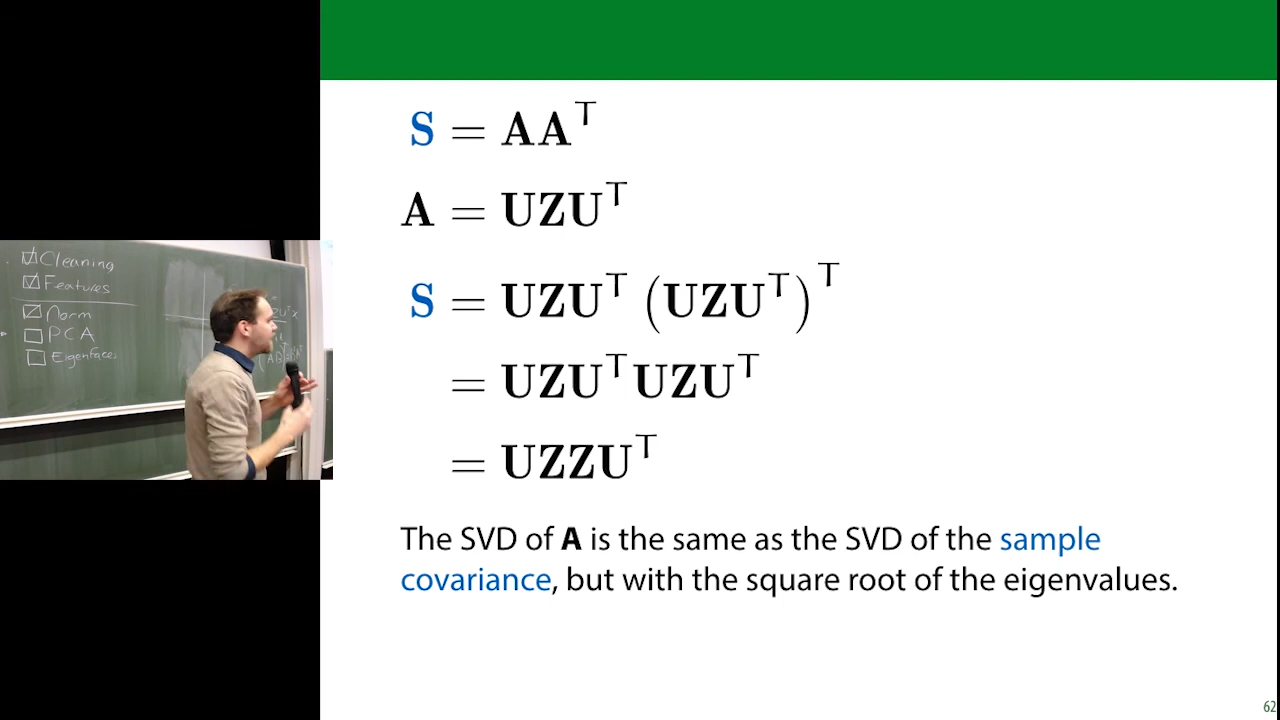 S = AA^T
A = UZU^T
S = UZU^T (UZU^T)^T
= UZU^T UZU^T
= UZZU^T
The SVD of A is the same as the SVD of the sample
covariance, but with the square root of the eigenvalues.
62
Cleaning
Features
Norm
PCA
Eigenfaces